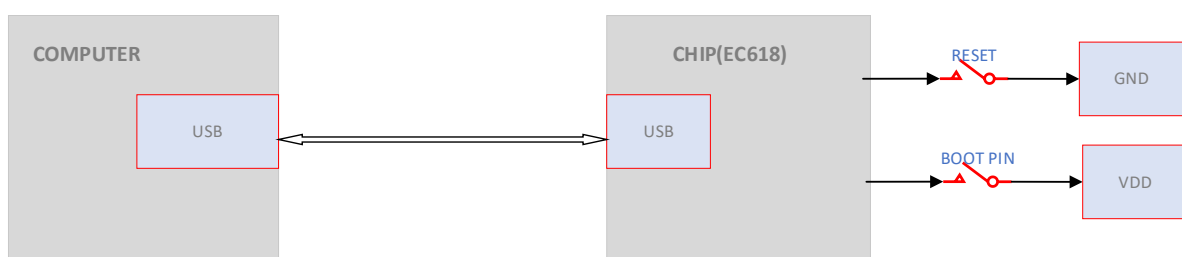 COMPUTER
CHIP(EC618)
RESET
GND
USB
USB
BOOT PIN
VDD